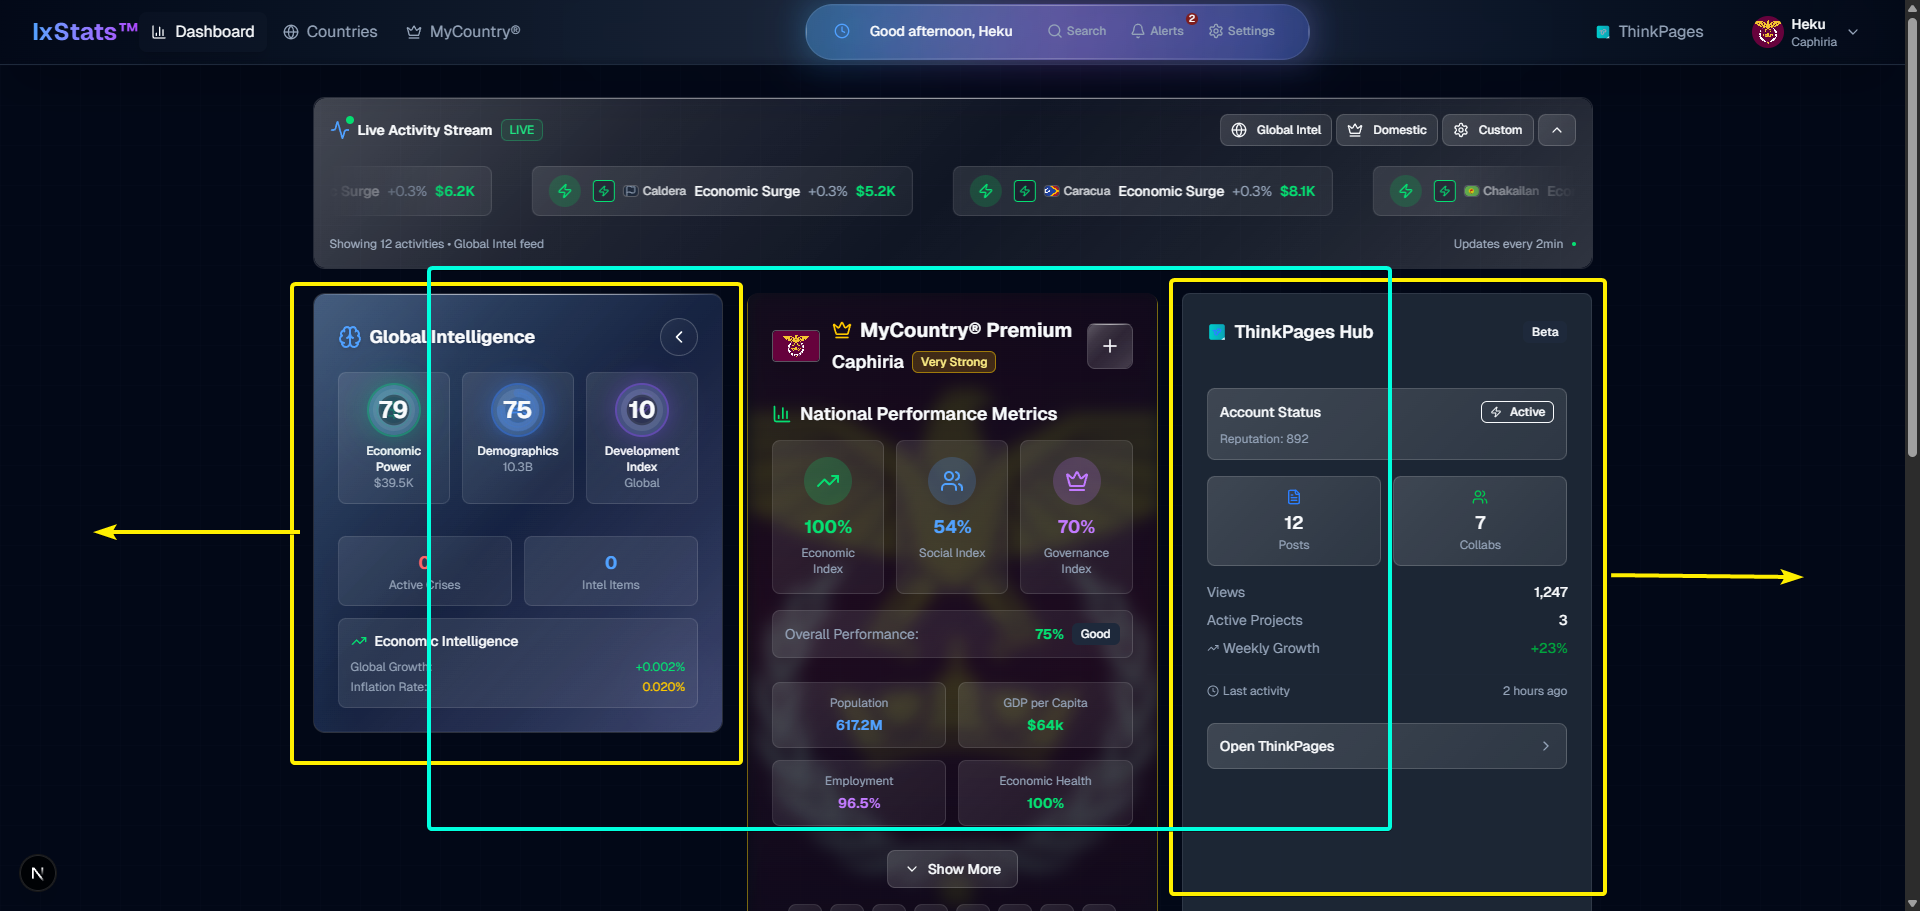 IxStats™
Dashboard
Countries
MyCountry®
Good afternoon, Heku
Search
Alerts
2
Settings
ThinkPages
Heku
Caphiria
Live Activity Stream
LIVE
Global Intel
Domestic
Custom
Surge +0.3% $6.2K
Caldera Economic Surge +0.3% $5.2K
Caracua Economic Surge +0.3% $8.1K
Chakailan Eco
Showing 12 activities • Global Intel feed
Updates every 2min
Global Intelligence
79
Economic
Power
$39.5K
75
Demographics
10.3B
10
Development
Index
Global
0
Active Crises
0
Intel Items
Economic Intelligence
Global Growth:
+0.002%
Inflation Rate:
0.020%
MyCountry® Premium
Caphiria
Very Strong
National Performance Metrics
100%
Economic
Index
54%
Social Index
70%
Governance
Index
Overall Performance:
75%
Good
Population
617.2M
GDP per Capita
$64k
Employment
96.5%
Economic Health
100%
Show More
ThinkPages Hub
Beta
Account Status
Active
Reputation: 892
12
Posts
7
Collabs
Views
1,247
Active Projects
3
Weekly Growth
+23%
Last activity
2 hours ago
Open ThinkPages
N